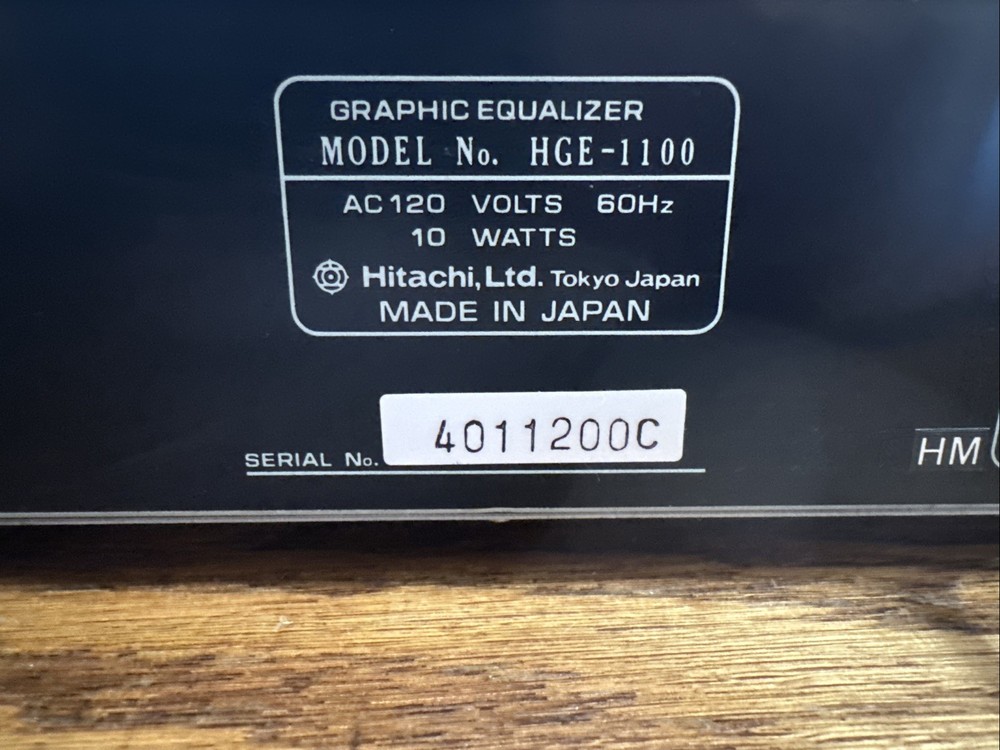 GRAPHIC EQUALIZER
MODEL No. HGE-1100
AC 120 VOLTS 60Hz
10 WATTS
Hitachi, Ltd. Tokyo Japan
MADE IN JAPAN
SERIAL No. 4011200C
HM